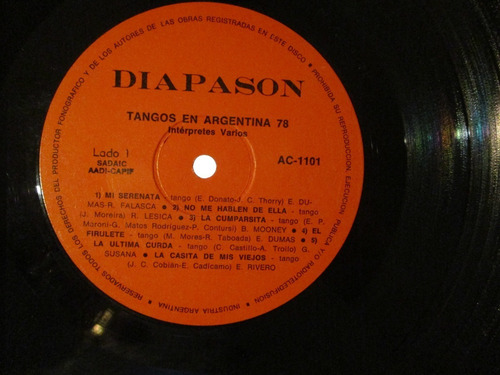 DIAPASON
TANGOS EN ARGENTINA 78
Intérpretes Varios
Lado 1
SADAIC
AADI-CAPIF
AC-1101
1) MI SERENATA - tango (E. Donato-J. C. Thorry) E. DU-
MAS R. FALASCA • 2) NO ME HABLEN DE ELLA - tango
(J. Moreira) R. LESICA • 3) LA CUMPARSITA - tango (E. P.
Maroni-G. Matos Rodríguez-P. Contursi) B. MOONEY • 4) EL
FIRULETE - tango (M. Mores-R. Taboada) E. DUMAS • 5)
LA ULTIMA CURDA - tango (C. Castillo-A. Troilo) G.
SUSANA • LA CASITA DE MIS VIEJOS - tango
(J. C. Cobián-E. Cadícamo) E. RIVERO
RESERVADOS TODOS LOS DERECHOS DEL PRODUCTOR FONOGRAFICO Y DE LOS AUTORES DE LAS OBRAS REGISTRADAS EN ESTE DISCO • PROHIBIDA SU REPRODUCCION, EJECUCION PUBLICA Y/O RADIOTELEDIFUSION • INDUSTRIA ARGENTINA •